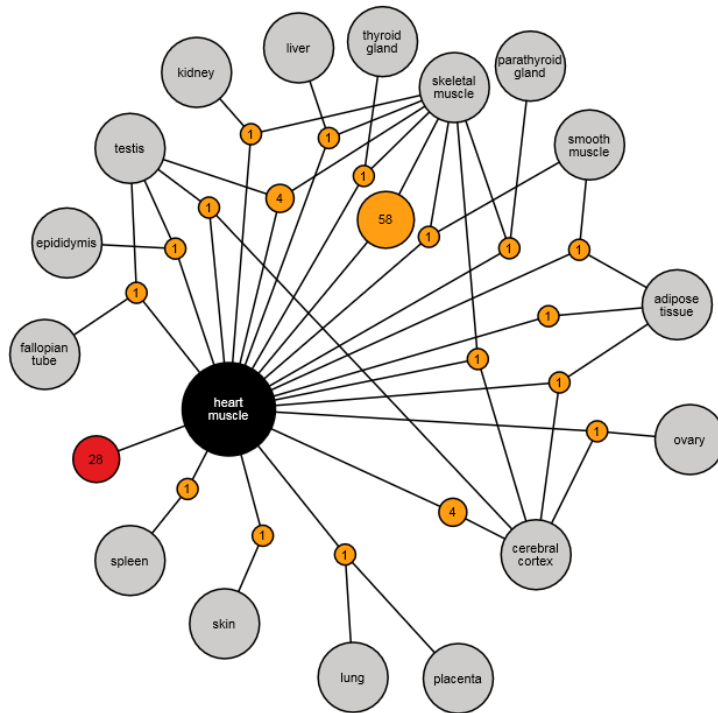 thyroid
gland
liver
parathyroid
gland
kidney
skeletal
muscle
1
1
testis
smooth
muscle
1
4
1
58
1
epididymis
1
1
1
1
adipose
tissue
1
fallopian
tube
1
1
heart
muscle
1
ovary
28
1
4
spleen
1
1
cerebral
cortex
skin
lung
placenta